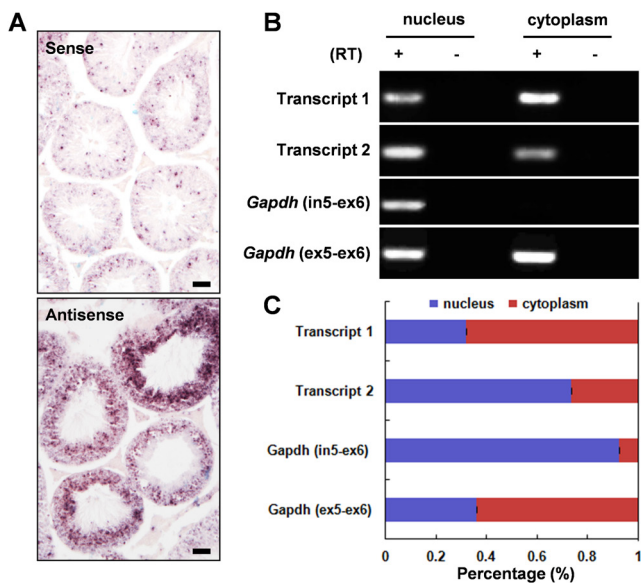 A
Sense
Antisense
B
nucleus cytoplasm
(RT) + - + -
Transcript 1
Transcript 2
Gapdh (in5-ex6)
Gapdh (ex5-ex6)
C
nucleus cytoplasm
Transcript 1
Transcript 2
Gapdh (in5-ex6)
Gapdh (ex5-ex6)
0 0.2 0.4 0.6 0.8 1
Percentage (%)